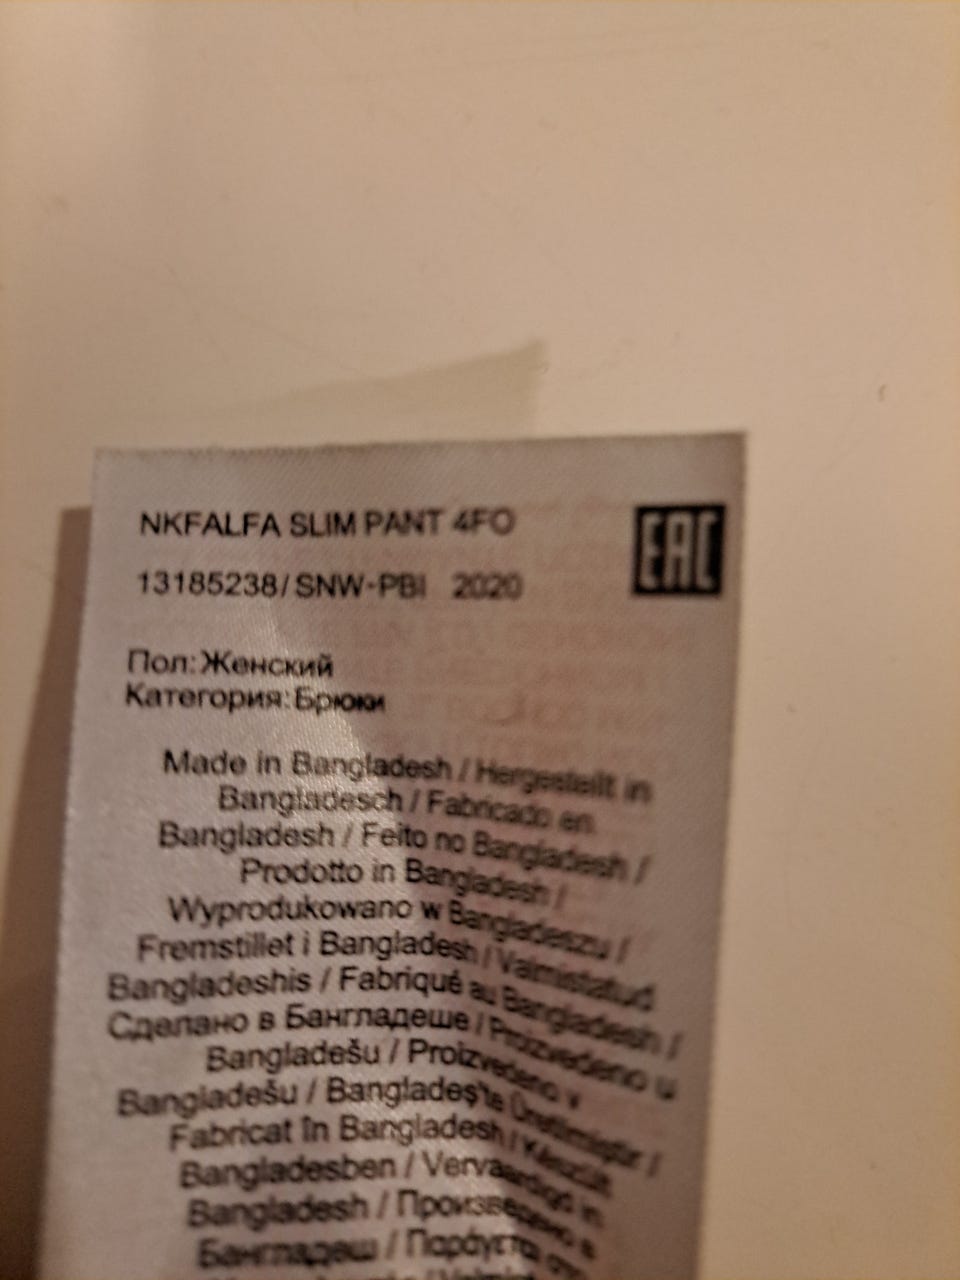 NKFALFA SLIM PANT 4FO
EAC
13185238/SNW-PBI 2020
Пол:Женский
Категория:Брюки
Made in Bangladesh / Hergestellt in
Bangladesch / Fabricado en
Bangladesh / Feito no Bangladesh /
Prodotto in Bangladesh /
Wyprodukowano w Bangladeszu /
Fremstillet i Bangladesh / Valmistatud
Bangladeshis / Fabriqué au Bangladesh /
Сделано в Бангладеше / Proizvedeno u
Bangladešu / Proizvedeno v
Bangladešu / Bangladeş'te Üretilmiştir /
Fabricat în Bangladesh / Készült
Bangladesben / Vervaardigd in
Bangladesh / Произведено в
Бангладеш /